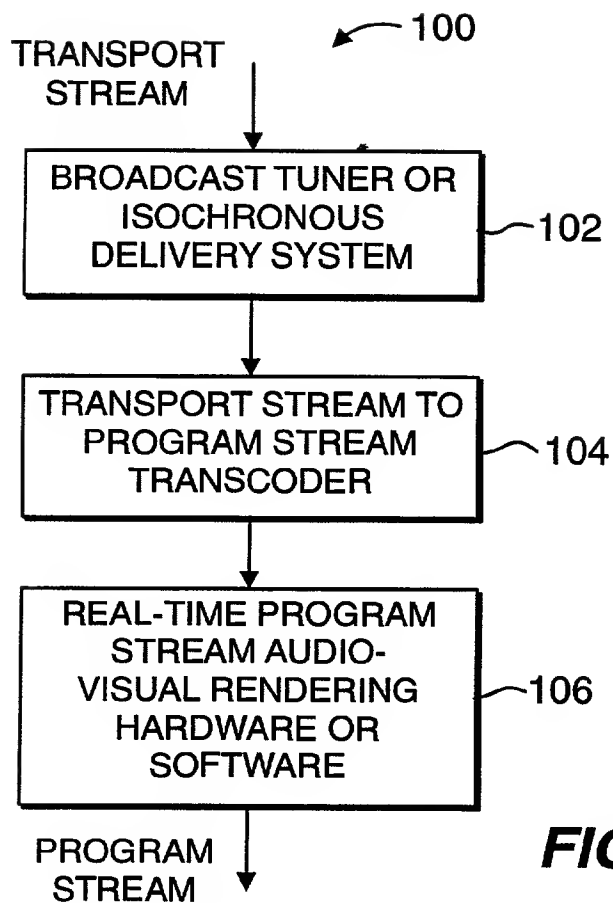 100
TRANSPORT
STREAM
BROADCAST TUNER OR
ISOCHRONOUS
DELIVERY SYSTEM
102
TRANSPORT STREAM TO
PROGRAM STREAM
TRANSCODER
104
REAL-TIME PROGRAM
STREAM AUDIO-
VISUAL RENDERING
HARDWARE OR
SOFTWARE
106
PROGRAM
STREAM